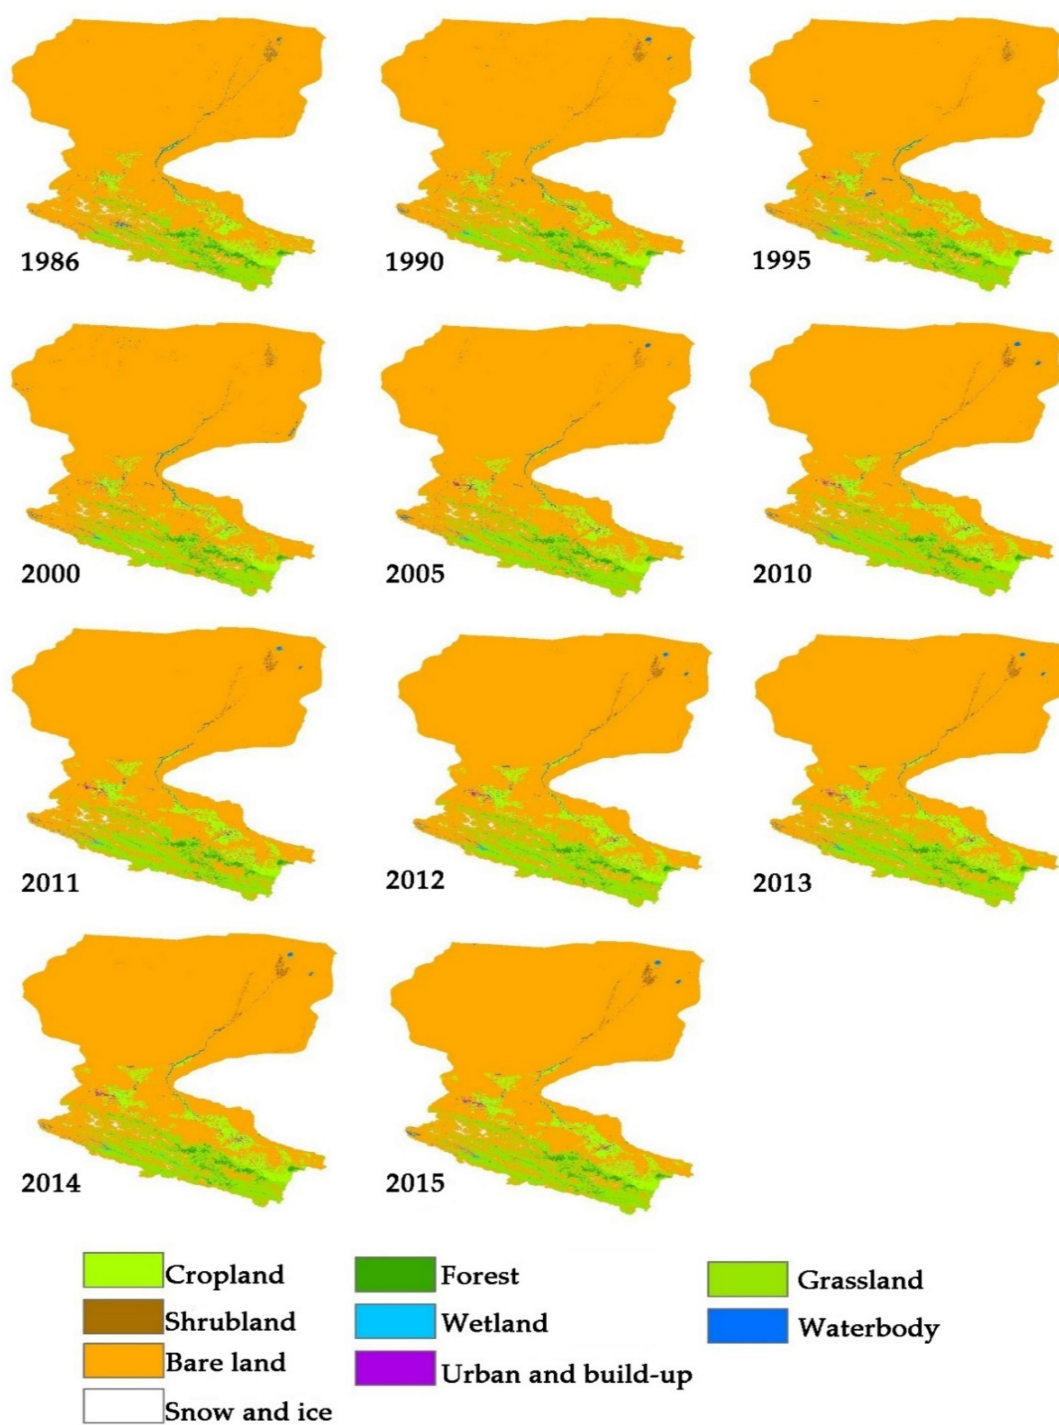 1986
1990
1995
2000
2005
2010
2011
2012
2013
2014
2015
Cropland
Forest
Grassland
Shrubland
Wetland
Waterbody
Bare land
Urban and build-up
Snow and ice